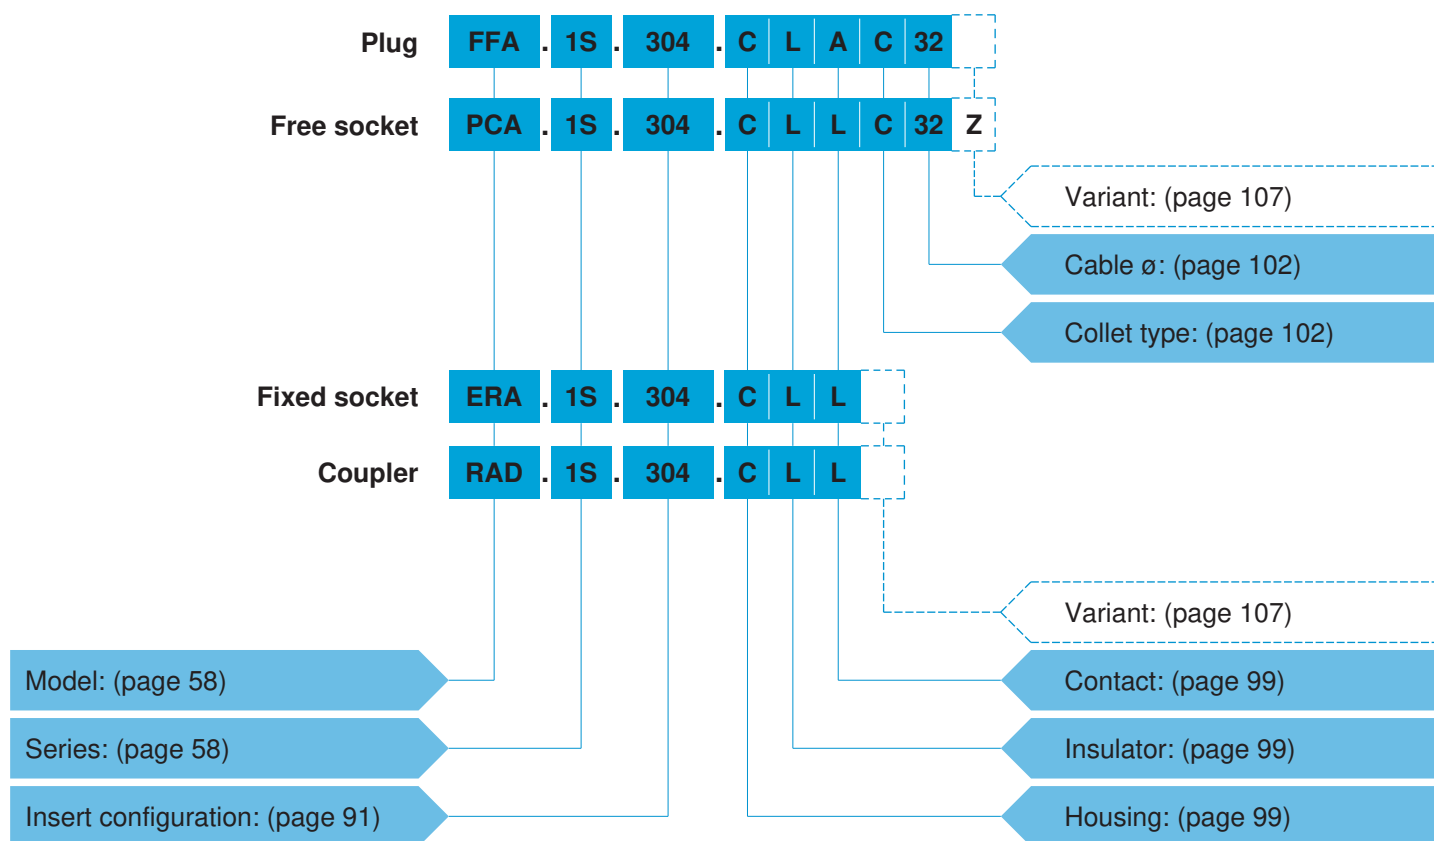 Plug FFA . 1S . 304 . C L A C 32
Free socket PCA . 1S . 304 . C L L C 32 Z
Variant: (page 107)
Cable ø: (page 102)
Collet type: (page 102)
Fixed socket ERA . 1S . 304 . C L L
Coupler RAD . 1S . 304 . C L L
Variant: (page 107)
Model: (page 58) Contact: (page 99)
Series: (page 58) Insulator: (page 99)
Insert configuration: (page 91) Housing: (page 99)